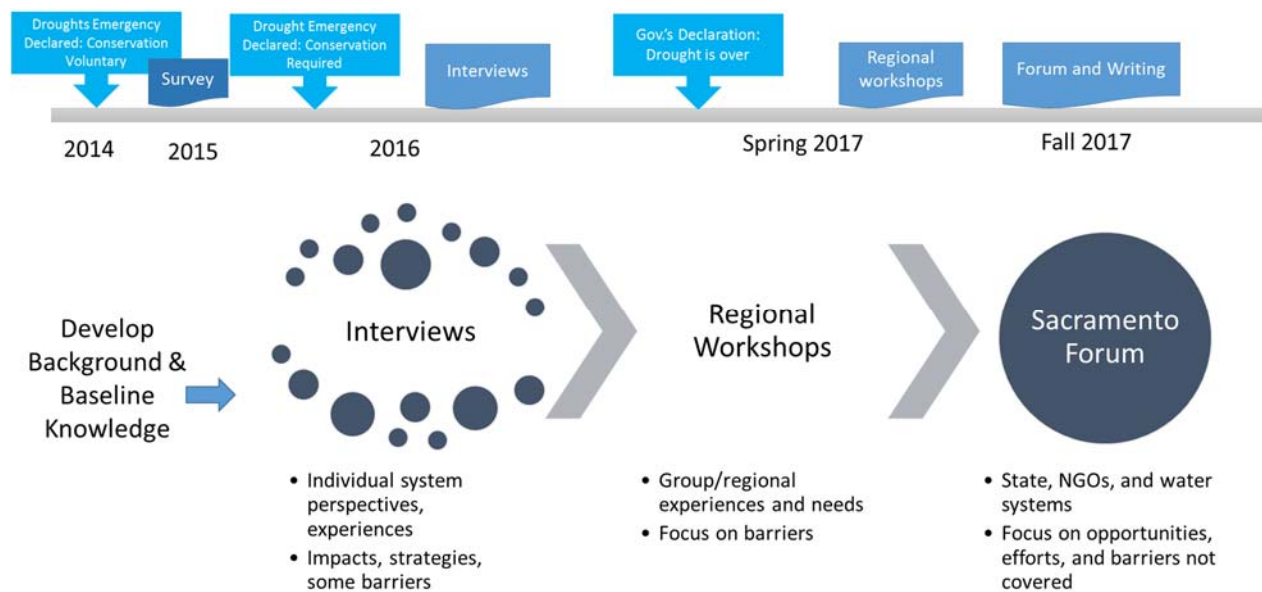 Droughts Emergency
Declared: Conservation
Voluntary
Survey
Drought Emergency
Declared: Conservation
Required
Interviews
Gov.'s Declaration:
Drought is over
Regional
workshops
Forum and Writing
2014
2015
2016
Spring 2017
Fall 2017
Develop
Background &
Baseline
Knowledge
Interviews
Regional
Workshops
Sacramento
Forum
• Individual system
perspectives,
experiences
• Impacts, strategies,
some barriers
• Group/regional
experiences and needs
• Focus on barriers
• State, NGOs, and water
systems
• Focus on opportunities,
efforts, and barriers not
covered